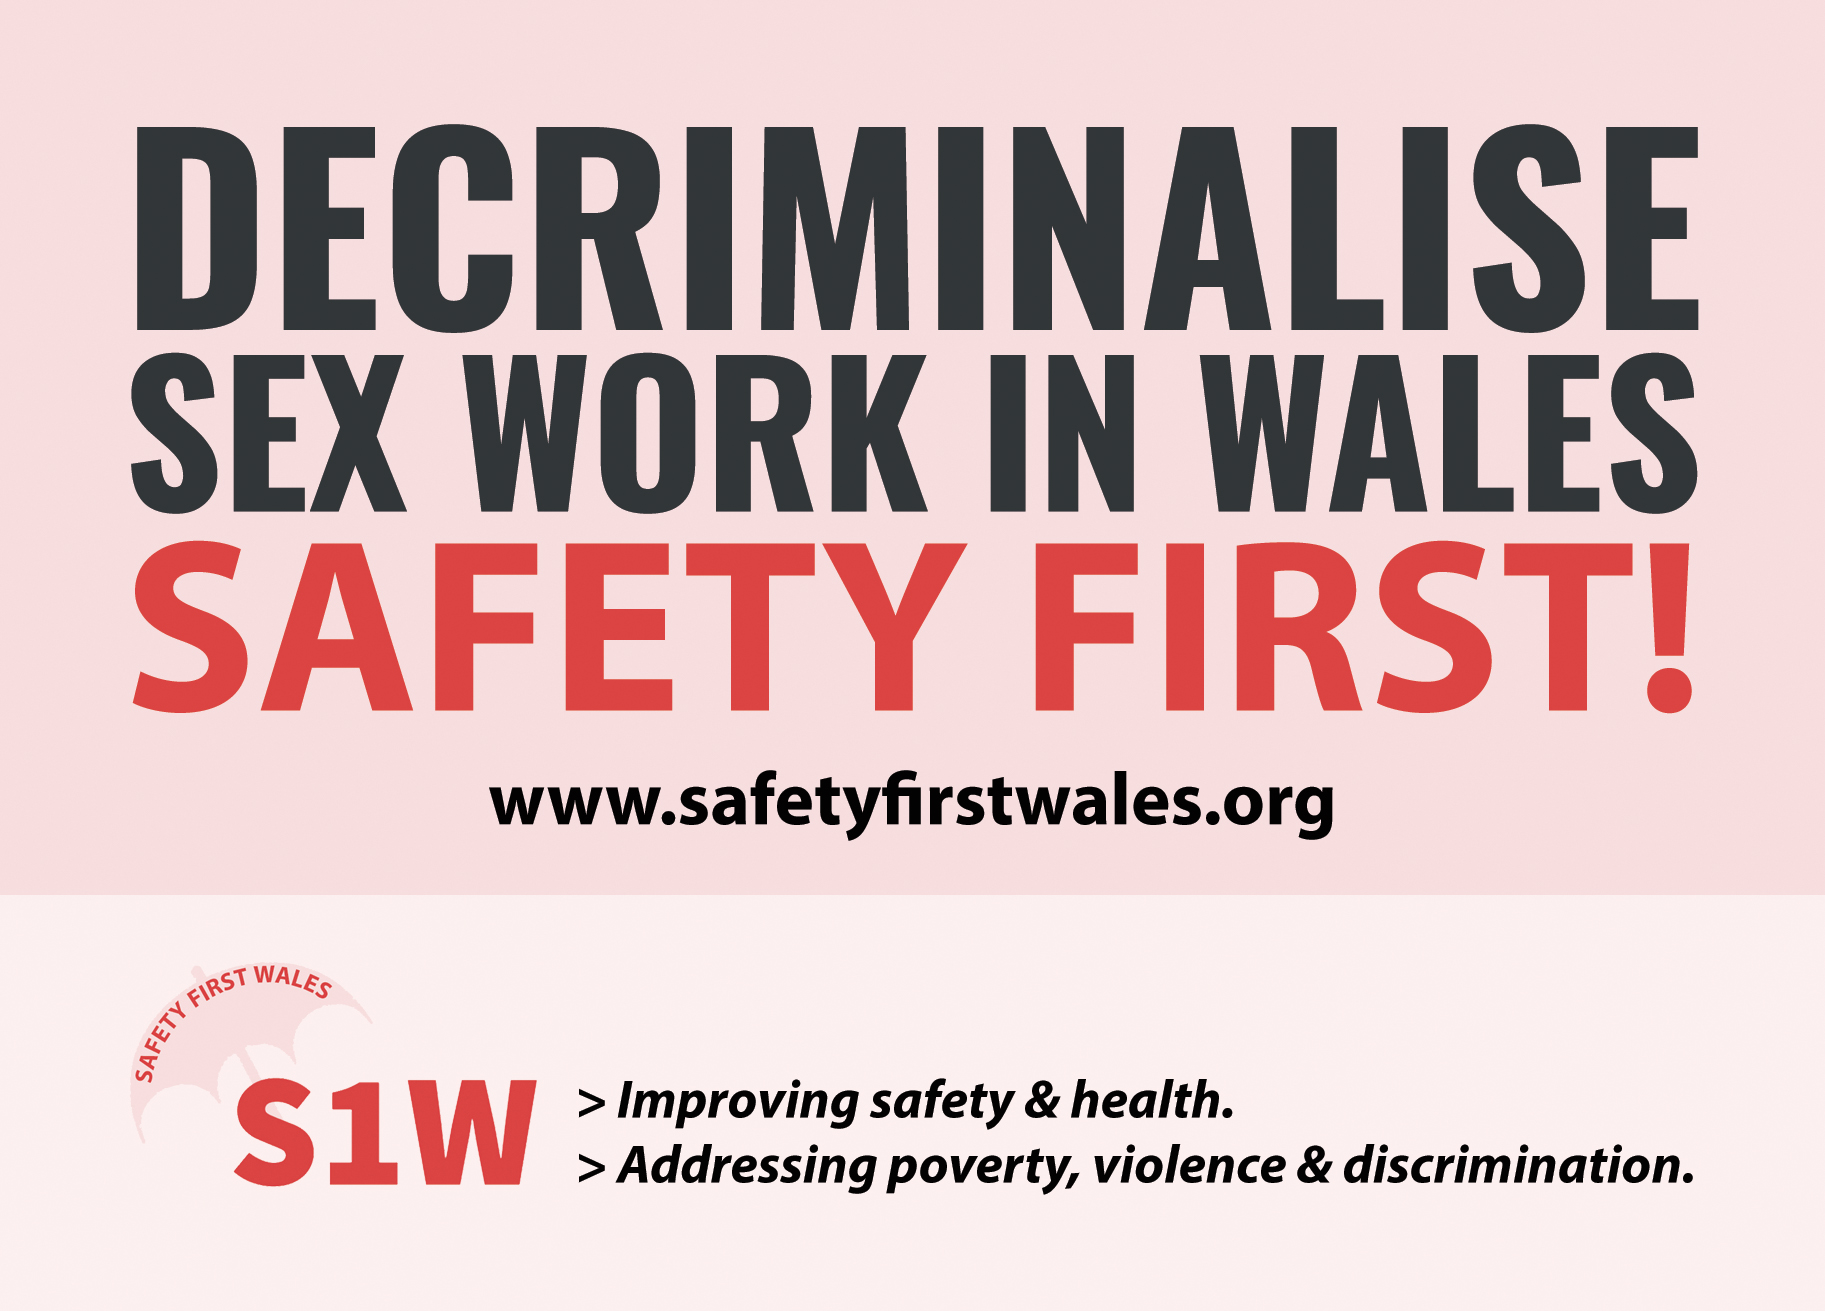 DECRIMINALISE
SEX WORK IN WALES
SAFETY FIRST!
www.safetyfirstwales.org
SAFETY FIRST WALES
S1W
> Improving safety & health.
> Addressing poverty, violence & discrimination.